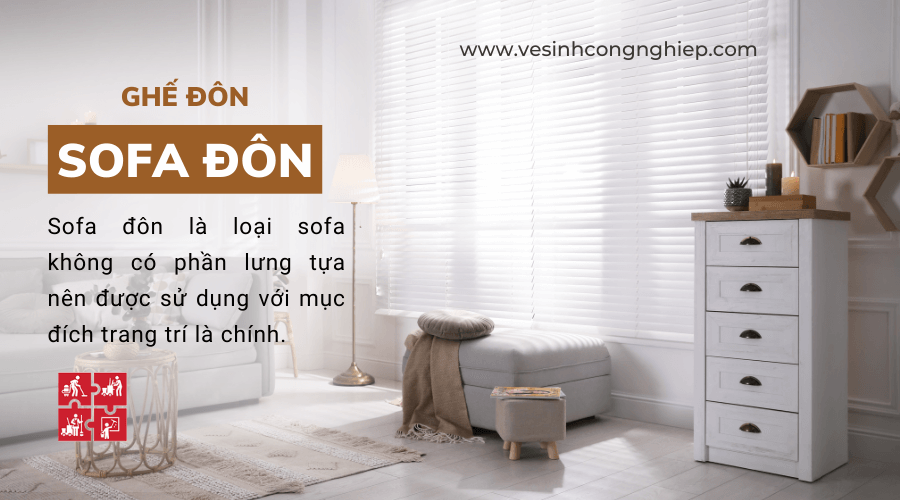 www.vesinhcongnghiep.com
GHẾ ĐÔN
SOFA ĐÔN
Sofa đôn là loại sofa
không có phần lưng tựa
nên được sử dụng với mục
đích trang trí là chính.